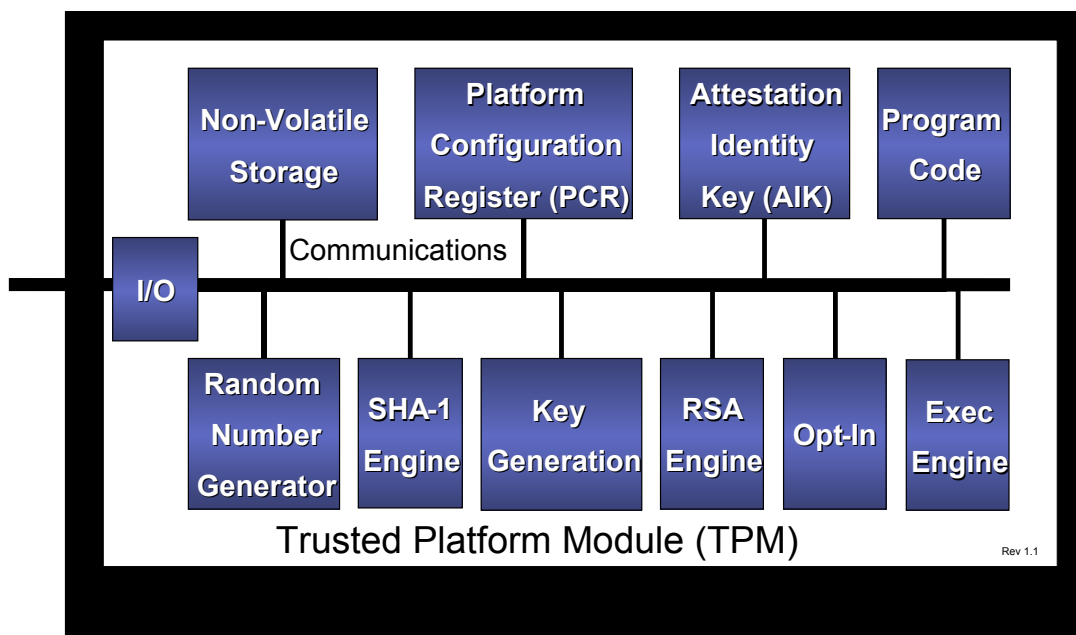 Non-Volatile
Storage
Platform
Configuration
Register (PCR)
Attestation
Identity
Key (AIK)
Program
Code
Communications
I/O
Random
Number
Generator
SHA-1
Engine
Key
Generation
RSA
Engine
Opt-In
Exec
Engine
Trusted Platform Module (TPM)
Rev 1.1